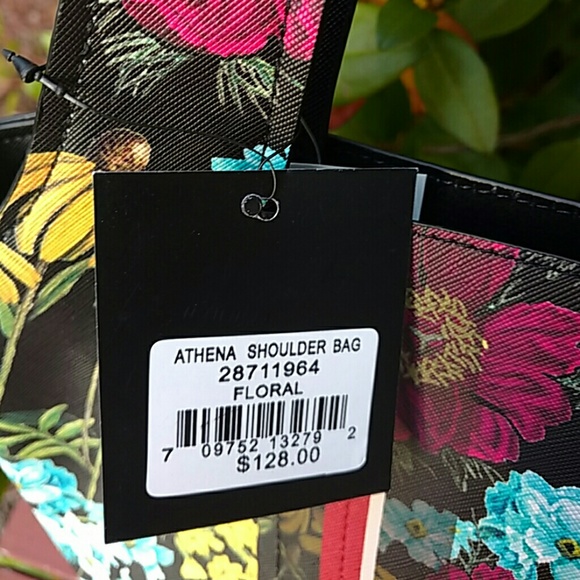 ATHENA SHOULDER BAG
28711964
FLORAL
7 09752 13279 2
$128.00